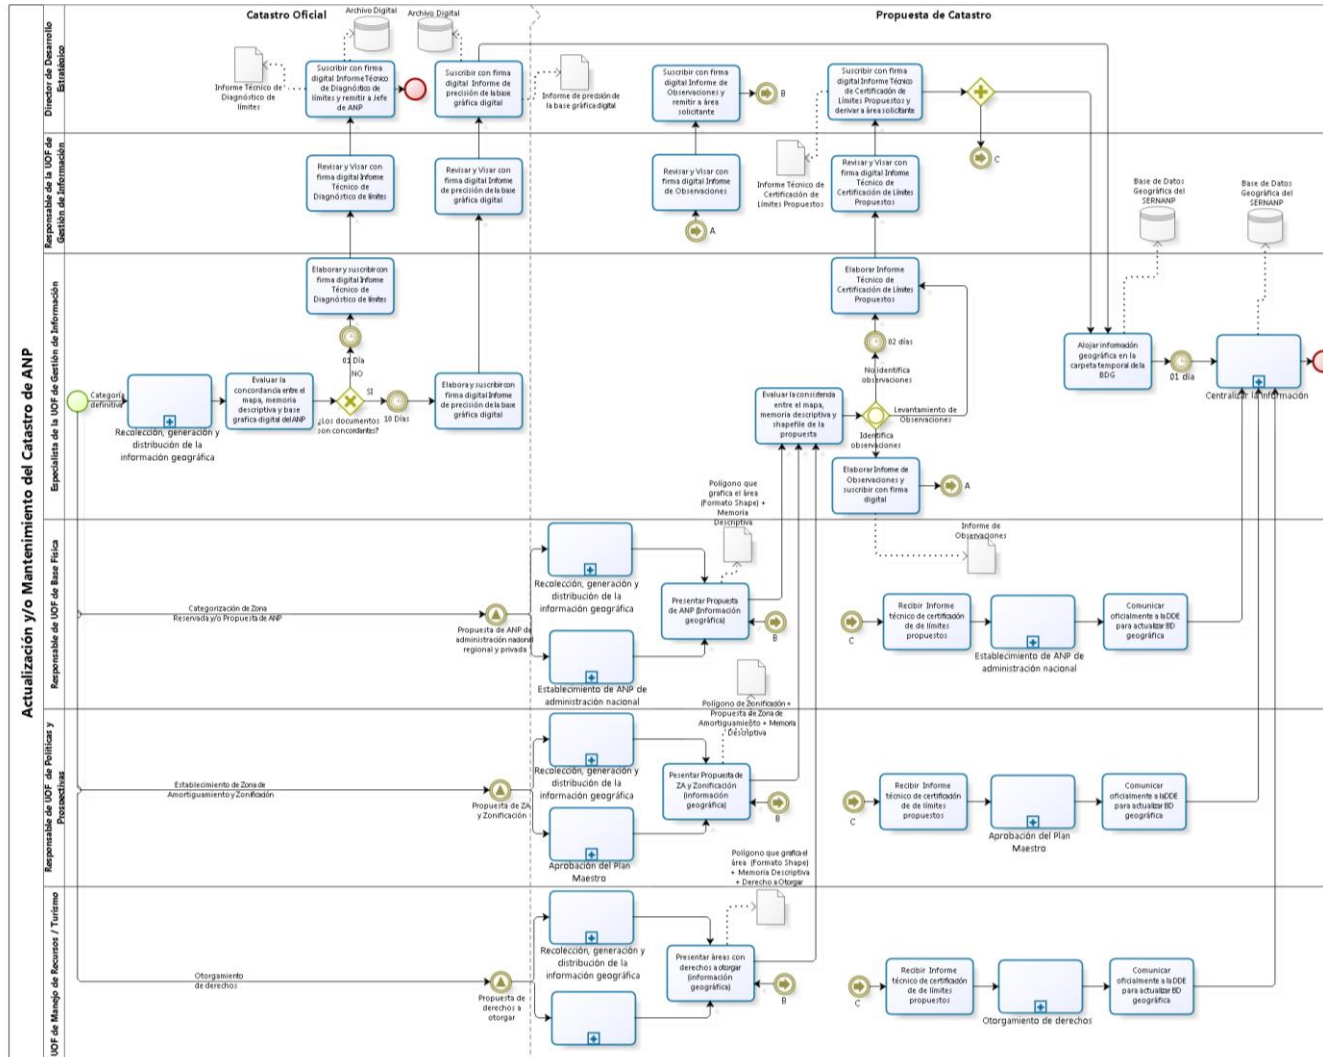 Actualización y/o Mantenimiento del Catastro de ANP
Catastro Oficial
Propuesta de Catastro
Director de Desarrollo
Estratégico
Archivo Digital
Archivo Digital
Informe Técnico de
Diagnóstico de
límites
Suscribir con firma
digital Informe Técnico
de Diagnóstico de
límites y remitir a Jefe
de ANP
Suscribir con firma
digital Informe de
precisión de la base
gráfica digital
Informe de precisión de
la base gráfica digital
Suscribir con firma
digital Informe de
Observaciones y
remitir a área
solicitante
B
Suscribir con firma
digital Informe Técnico
de Certificación de
Límites Propuestos y
derivar a área solicitante
C
Responsable de la UOF de
Gestión de Información
Revisar y Visar con
firma digital Informe
Técnico de
Diagnóstico de límites
Revisar y Visar con
firma digital Informe
de precisión de la base
gráfica digital
Revisar y Visar con
firma digital Informe
de Observaciones
A
Informe Técnico de
Certificación de
Límites Propuestos
Revisar y Visar con
firma digital Informe
Técnico de
Certificación de Límites
Propuestos
Base de Datos
Geográfica del
SERNANP
Base de Datos
Geográfica del
SERNANP
Especialista de la UOF de Gestión de Información
Categoría
definitiva
Recolección, generación y
distribución de la
información geográfica
Evaluar la
concordancia entre el
mapa, memoria
descriptiva y base
grafica digital del ANP
¿Los documentos
son concordantes?
NO
01 Día
SI
10 Días
Elaborar y suscribir con
firma digital Informe
Técnico de
Diagnóstico de límites
Elabora y suscribir con
firma digital Informe
de precisión de la base
gráfica digital
Evaluar la consistencia
entre el mapa,
memoria descriptiva y
shapefile de la
propuesta
Elaborar Informe
Técnico de
Certificación de Límites
Propuestos
02 días
No identifica
observaciones
Levantamiento de
Observaciones
Identifica
observaciones
Elaborar Informe de
Observaciones y
suscribir con firma
digital
A
Informe de
Observaciones
Alojar información
geográfica en la
carpeta temporal de la
BDG
01 día
Centralizar la información
Responsable de UOF de Base Física
Categorización de Zona
Reservada y/o Propuesta de ANP
Propuesta de ANP de
administración nacional
regional y privada
Recolección, generación y
distribución de la
información geográfica
Establecimiento de ANP de
administración nacional
Polígono que
grafica el área
(Formato Shape) +
Memoria
Descriptiva
Presentar Propuesta
de ANP (Información
geográfica)
B
C
Recibir Informe
técnico de certificación
de de límites
propuestos
Establecimiento de ANP de
administración nacional
Comunicar
oficialmente a la DDE
para actualizar BD
geográfica
Responsable de UOF de Políticas y
Prospectivas
Establecimiento de Zona de
Amortiguamiento y Zonificación
Propuesta de ZA
y Zonificación
Recolección, generación y
distribución de la
información geográfica
Aprobación del Plan
Maestro
Polígono de Zonificación +
Propuesta de Zona de
Amortiguamiento + Memoria
Descriptiva
Pesentar Propuesta de
ZA y Zonificación
(Información
geográfica)
B
C
Recibir Informe
técnico de certificación
de de límites
propuestos
Aprobación del Plan
Maestro
Comunicar
oficialmente a la DDE
para actualizar BD
geográfica
UOF de Manejo de Recursos / Turismo
Otorgamiento
de derechos
Propuesta de
derechos a
otorgar
Recolección, generación y
distribución de la
información geográfica
Polígono que grafica el
área (Formato Shape)
+ Memoria Descriptiva
+ Derecho a Otorgar
Presentar áreas con
derechos a otorgar
(información
geográfica)
B
C
Recibir Informe
técnico de certificación
de de límites
propuestos
Otorgamiento de derechos
Comunicar
oficialmente a la DDE
para actualizar BD
geográfica